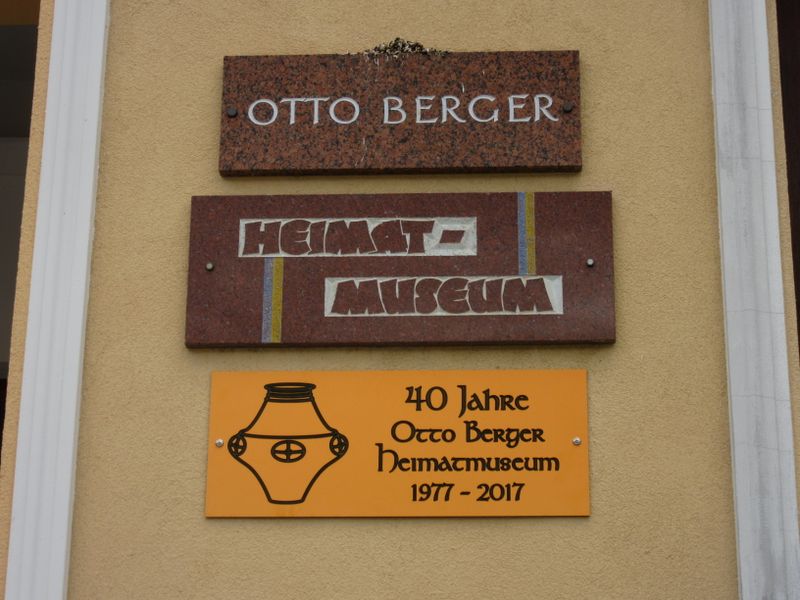 OTTO BERGER
HEIMAT-
MUSEUM
40 Jahre
Otto Berger
Heimatmuseum
1977 - 2017